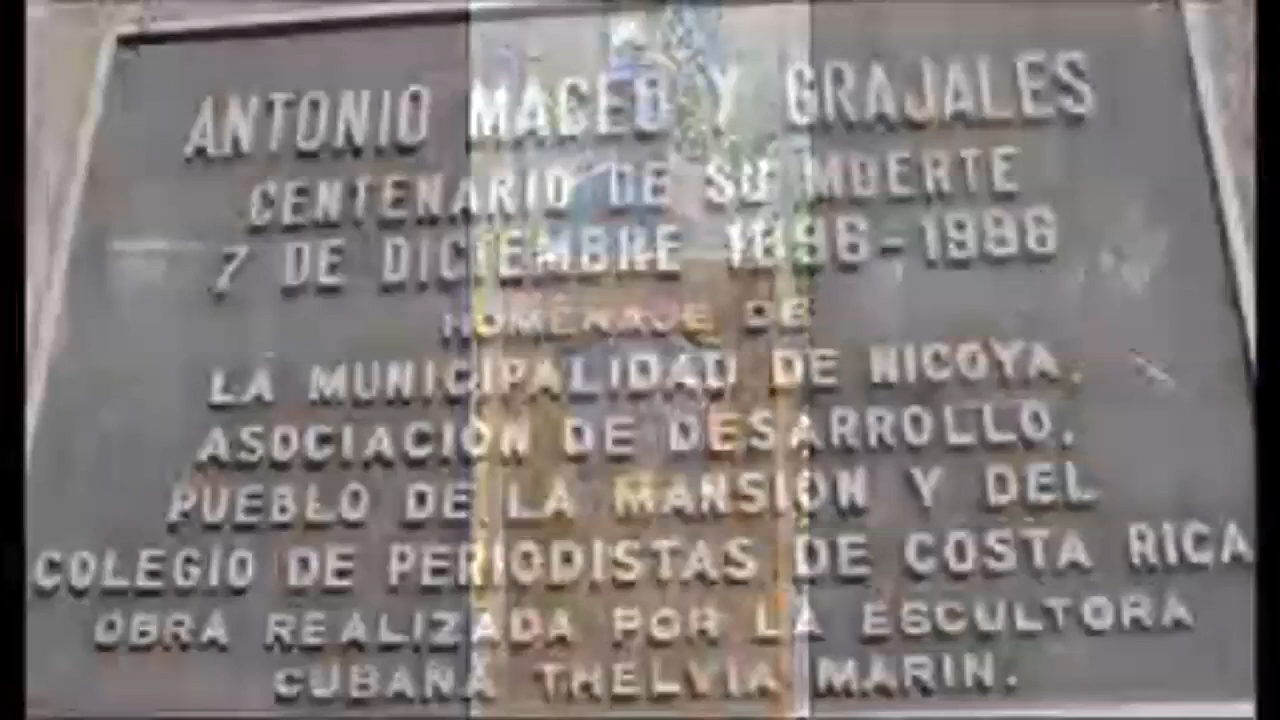 ANTONIO MACEO Y GRAJALES
CENTENARIO DE SU MUERTE
7 DE DICIEMBRE 1896-1996
HOMENAJE DE
LA MUNICIPALIDAD DE NICOYA.
ASOCIACION DE DESARROLLO.
PUEBLO DE LA MANSION Y DEL
COLEGIO DE PERIODISTAS DE COSTA RICA
OBRA REALIZADA POR LA ESCULTORA
CUBANA THELVIA MARIN.